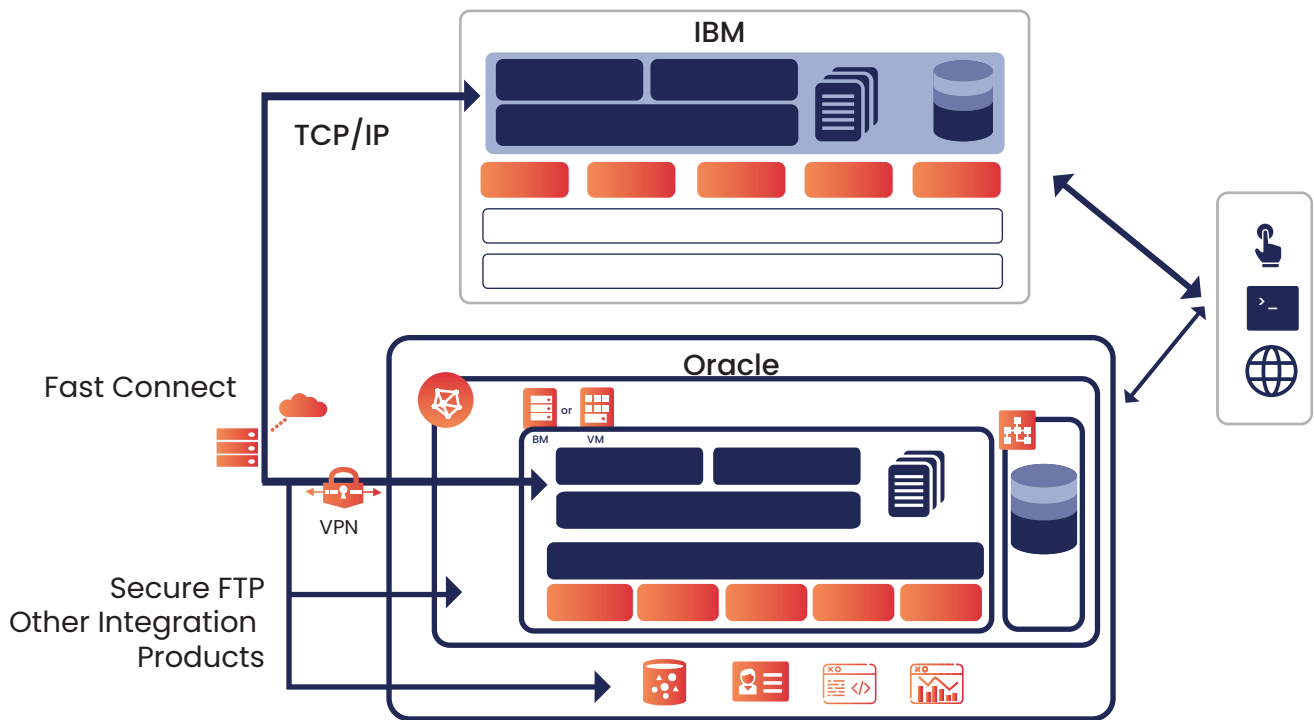 IBM
TCP/IP
>_
Fast Connect
Oracle
or
BM
VM
VPN
Secure FTP
Other Integration
Products
</>